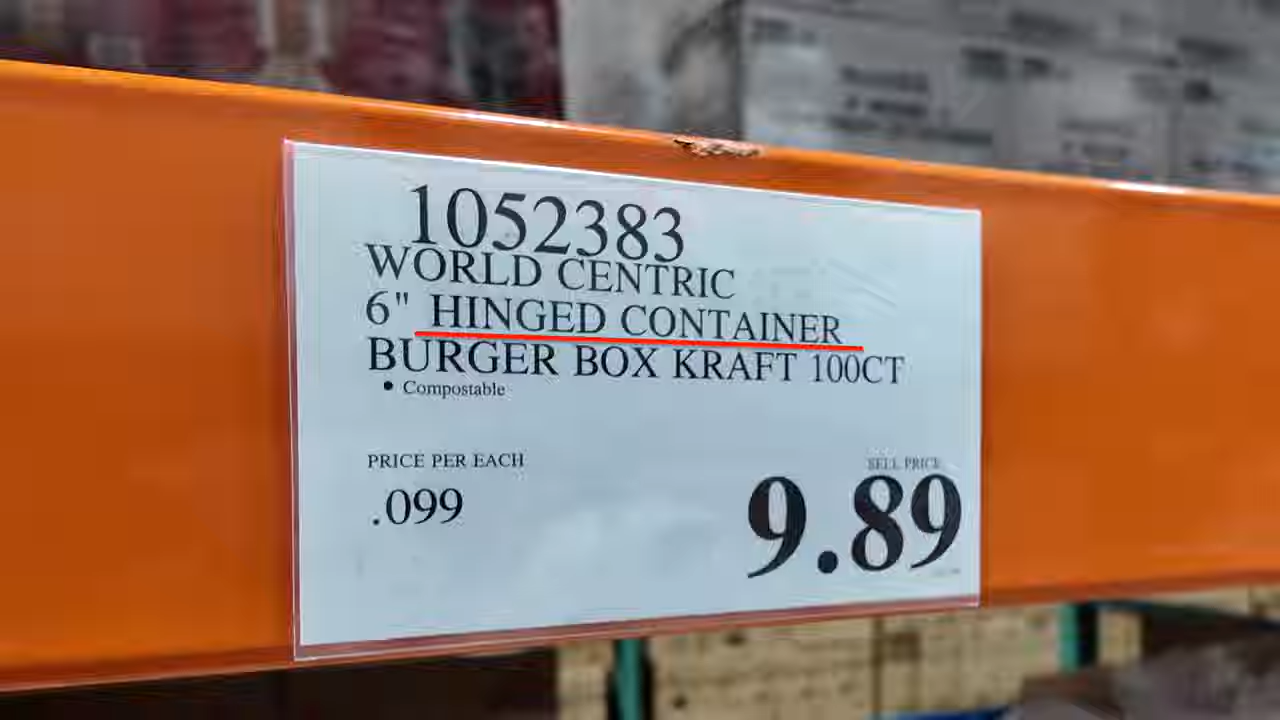 1052383
WORLD CENTRIC
6" HINGED CONTAINER
BURGER BOX KRAFT 100CT
• Compostable
PRICE PER EACH
.099
SELL PRICE
9.89